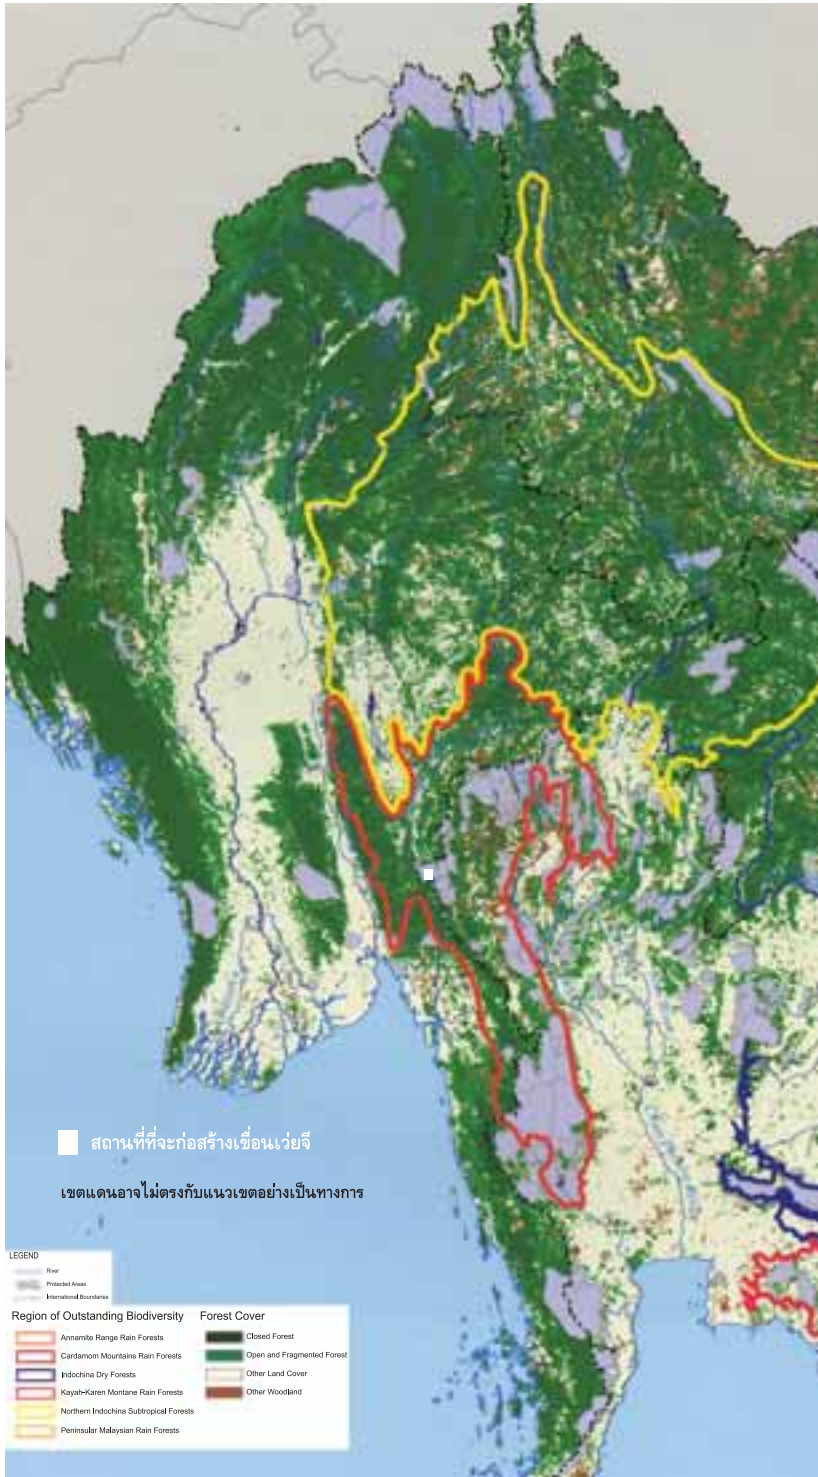 สถานที่ที่จะก่อสร้างเขื่อนเว่ยจี
เขตแดนอาจไม่ตรงกับแนวเขตอย่างเป็นทางการ
LEGEND
River
Protected Areas
International Boundaries
Region of Outstanding Biodiversity
Annamite Range Rain Forests
Cardamom Mountains Rain Forests
Indochina Dry Forests
Kayah-Karen Montane Rain Forests
Northern Indochina Subtropical Forests
Peninsular Malaysian Rain Forests
Forest Cover
Closed Forest
Open and Fragmented Forest
Other Land Cover
Other Woodland